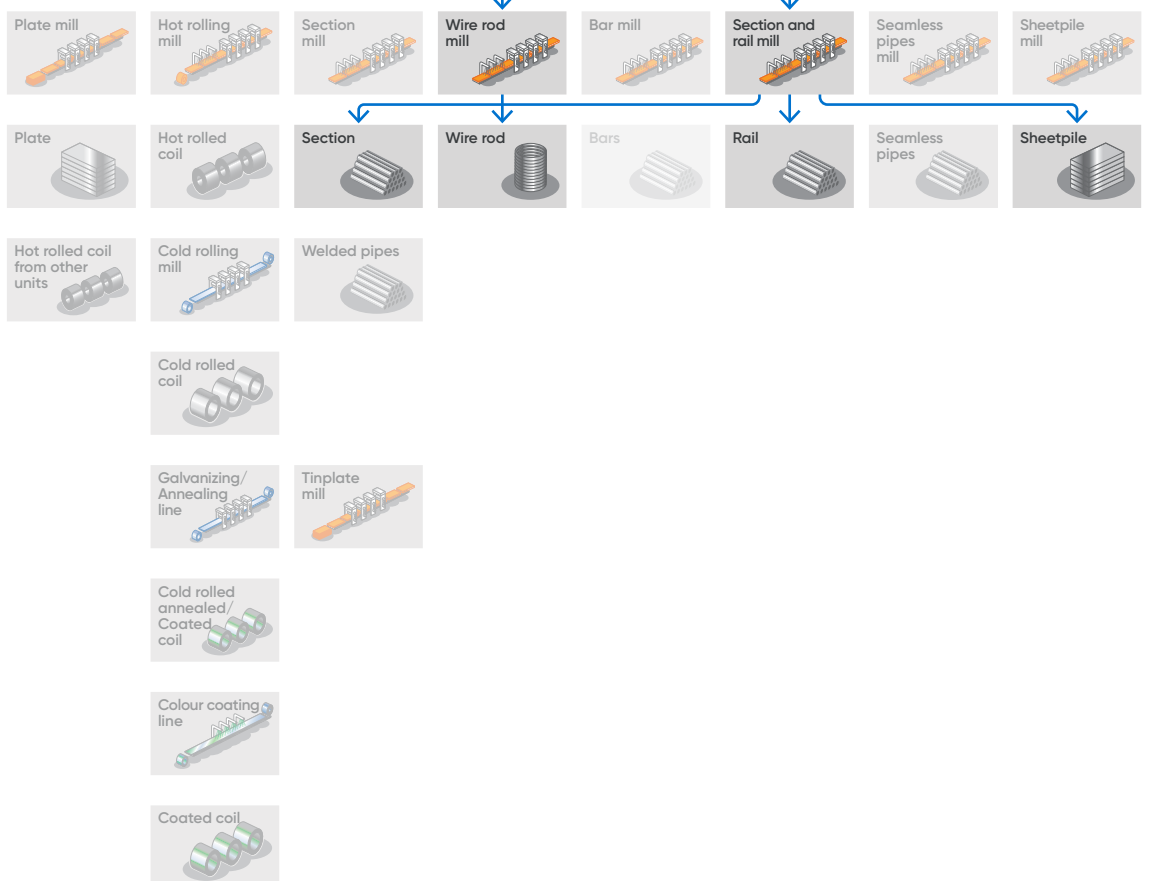 Plate mill
Hot rolling
mill
Section
mill
Wire rod
mill
Bar mill
Section and
rail mill
Seamless
pipes
mill
Sheetpile
mill
Plate
Hot rolled
coil
Section
Wire rod
Bars
Rail
Seamless
pipes
Sheetpile
Hot rolled coil
from other
units
Cold rolling
mill
Welded pipes
Cold rolled
coil
Galvanizing/
Annealing
line
Tinplate
mill
Cold rolled
annealed/
Coated
coil
Colour coating
line
Coated coil